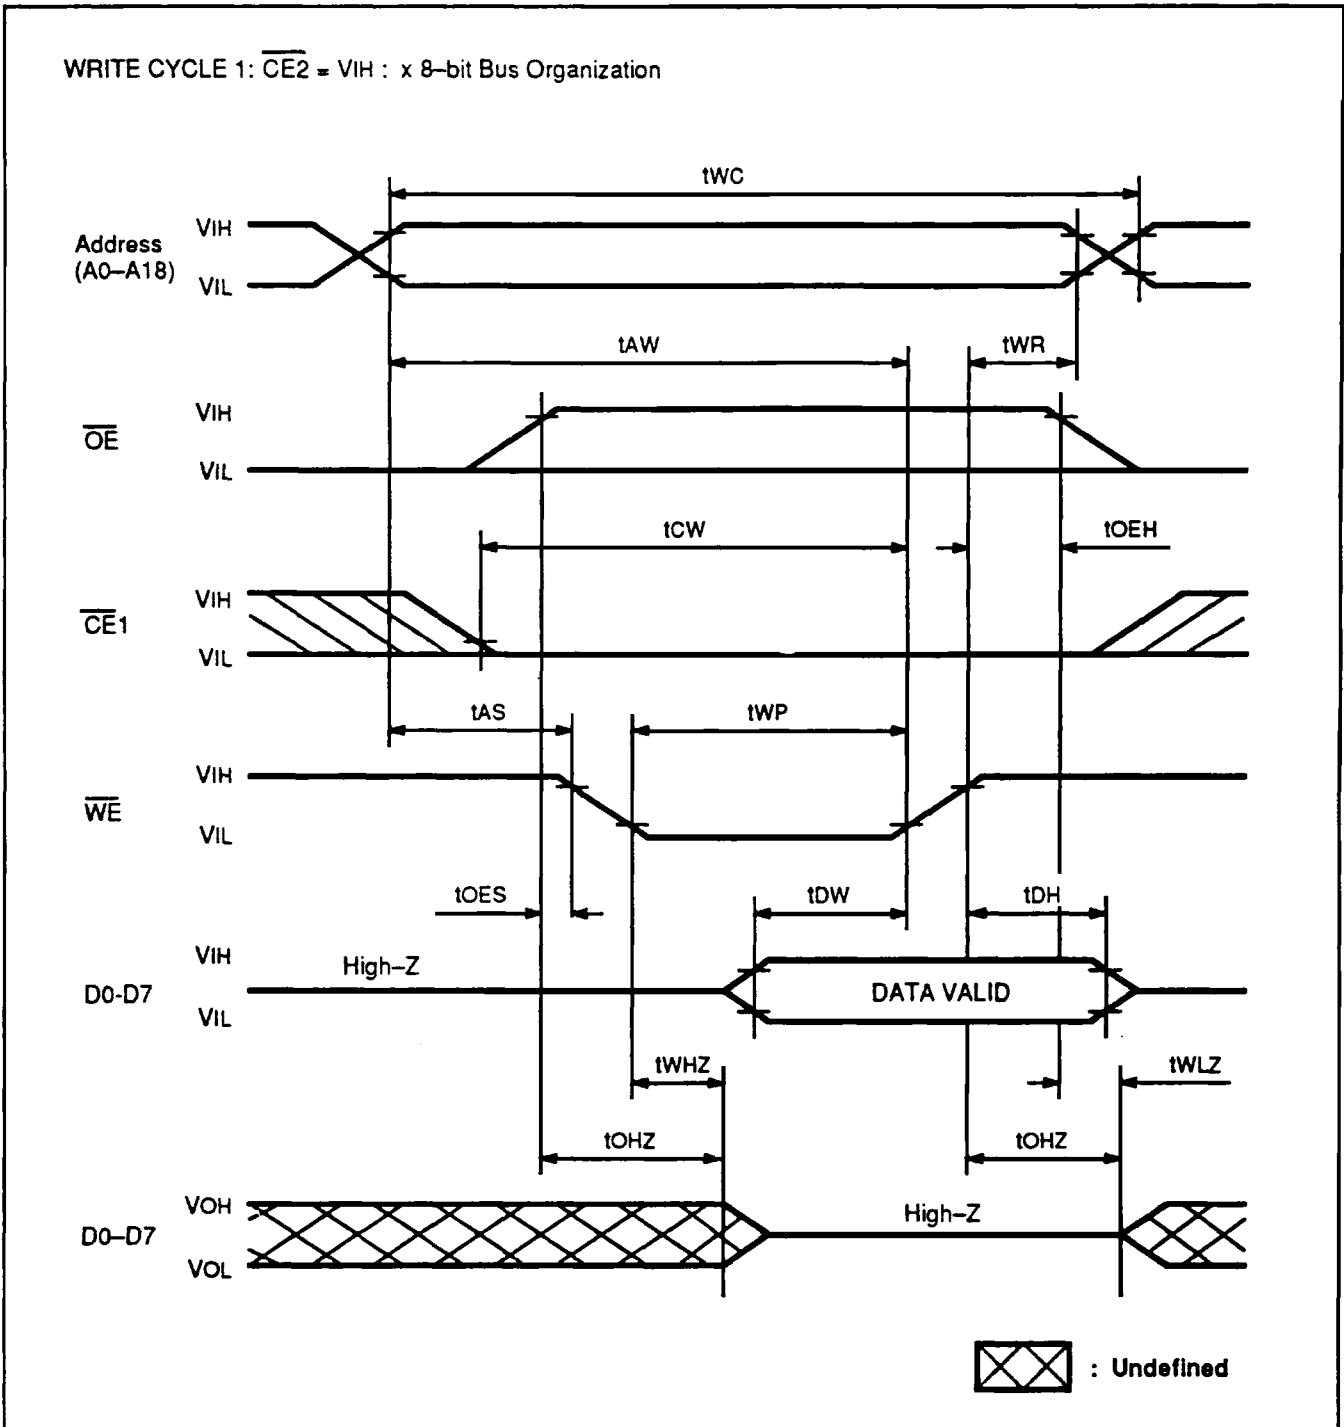 WRITE CYCLE 1: CE2 = VIH : x 8–bit Bus Organization
tWC
Address
(A0–A18)
VIH
VIL
tAW
tWR
OE
VIH
VIL
tCW
tOEH
CE1
VIH
VIL
tAS
tWP
WE
VIH
VIL
tOES
tDW
tDH
D0-D7
VIH
VIL
High–Z
DATA VALID
tWHZ
tWLZ
tOHZ
tOHZ
D0–D7
VOH
VOL
High–Z
: Undefined